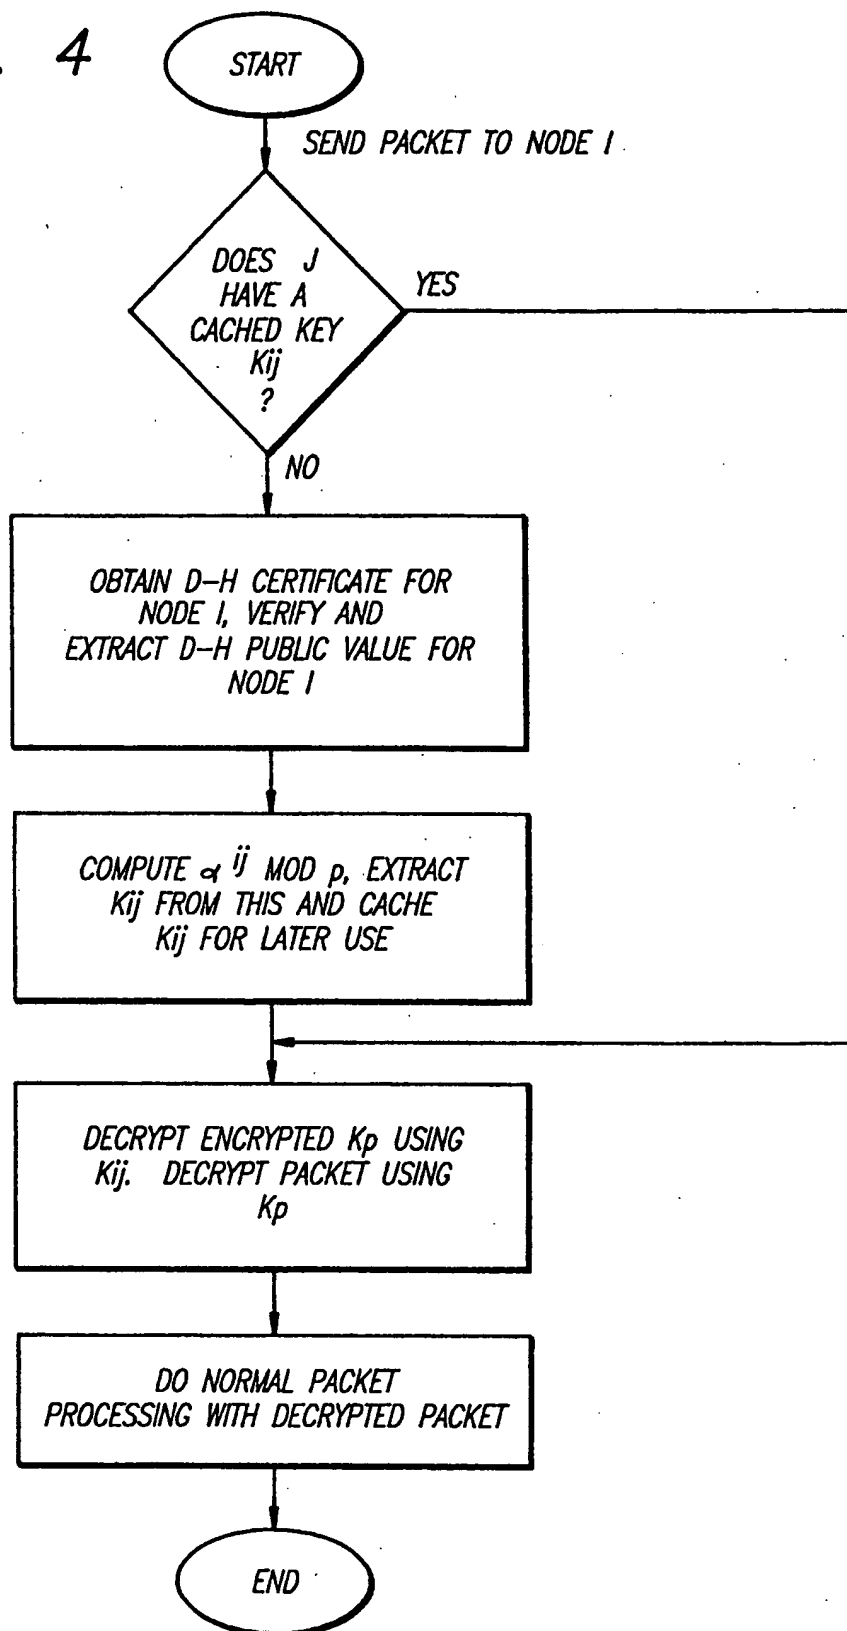 . 4
START
SEND PACKET TO NODE I
DOES J
HAVE A
CACHED KEY
Kij
?
YES
NO
OBTAIN D-H CERTIFICATE FOR
NODE I, VERIFY AND
EXTRACT D-H PUBLIC VALUE FOR
NODE I
COMPUTE α ij MOD p, EXTRACT
Kij FROM THIS AND CACHE
Kij FOR LATER USE
DECRYPT ENCRYPTED Kp USING
Kij. DECRYPT PACKET USING
Kp
DO NORMAL PACKET
PROCESSING WITH DECRYPTED PACKET
END